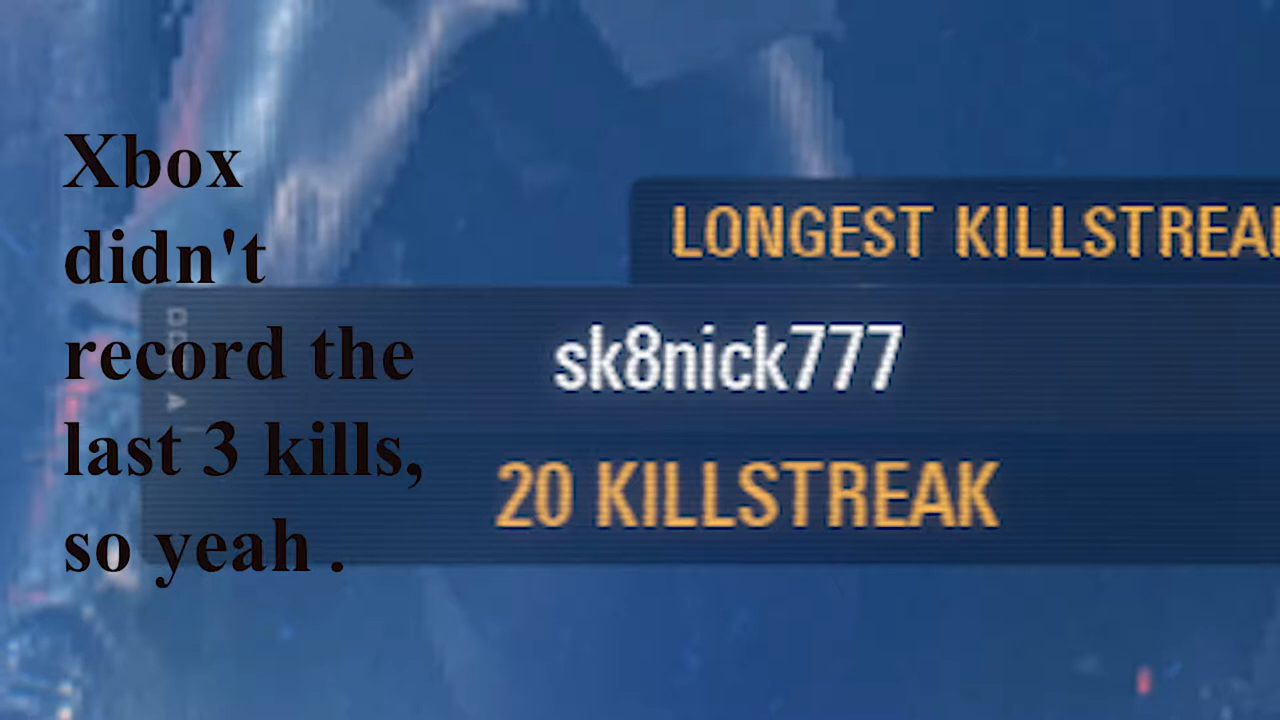 Xbox
didn't
record the
last 3 kills,
so yeah .
LONGEST KILLSTREA
sk8nick777
20 KILLSTREAK